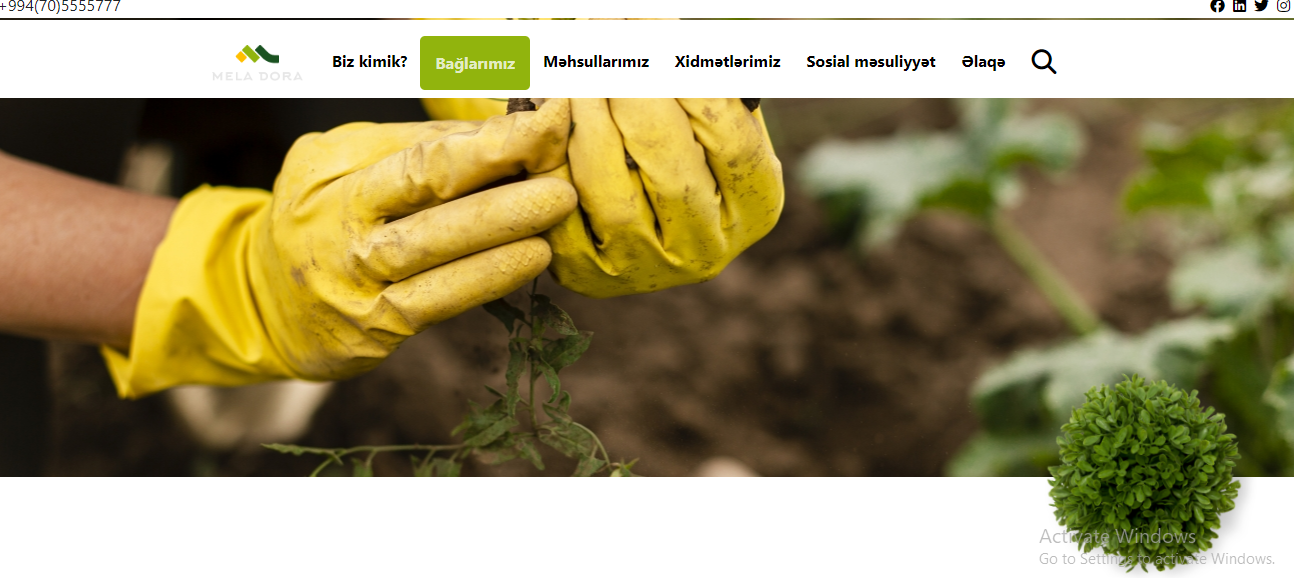 +994(70)5555777
MELA DORA
Biz kimik? Bağlarımız Məhsullarımız Xidmətlərimiz Sosial məsuliyyət Əlaqə
Activate Windows
Go to Settings to activate Windows.